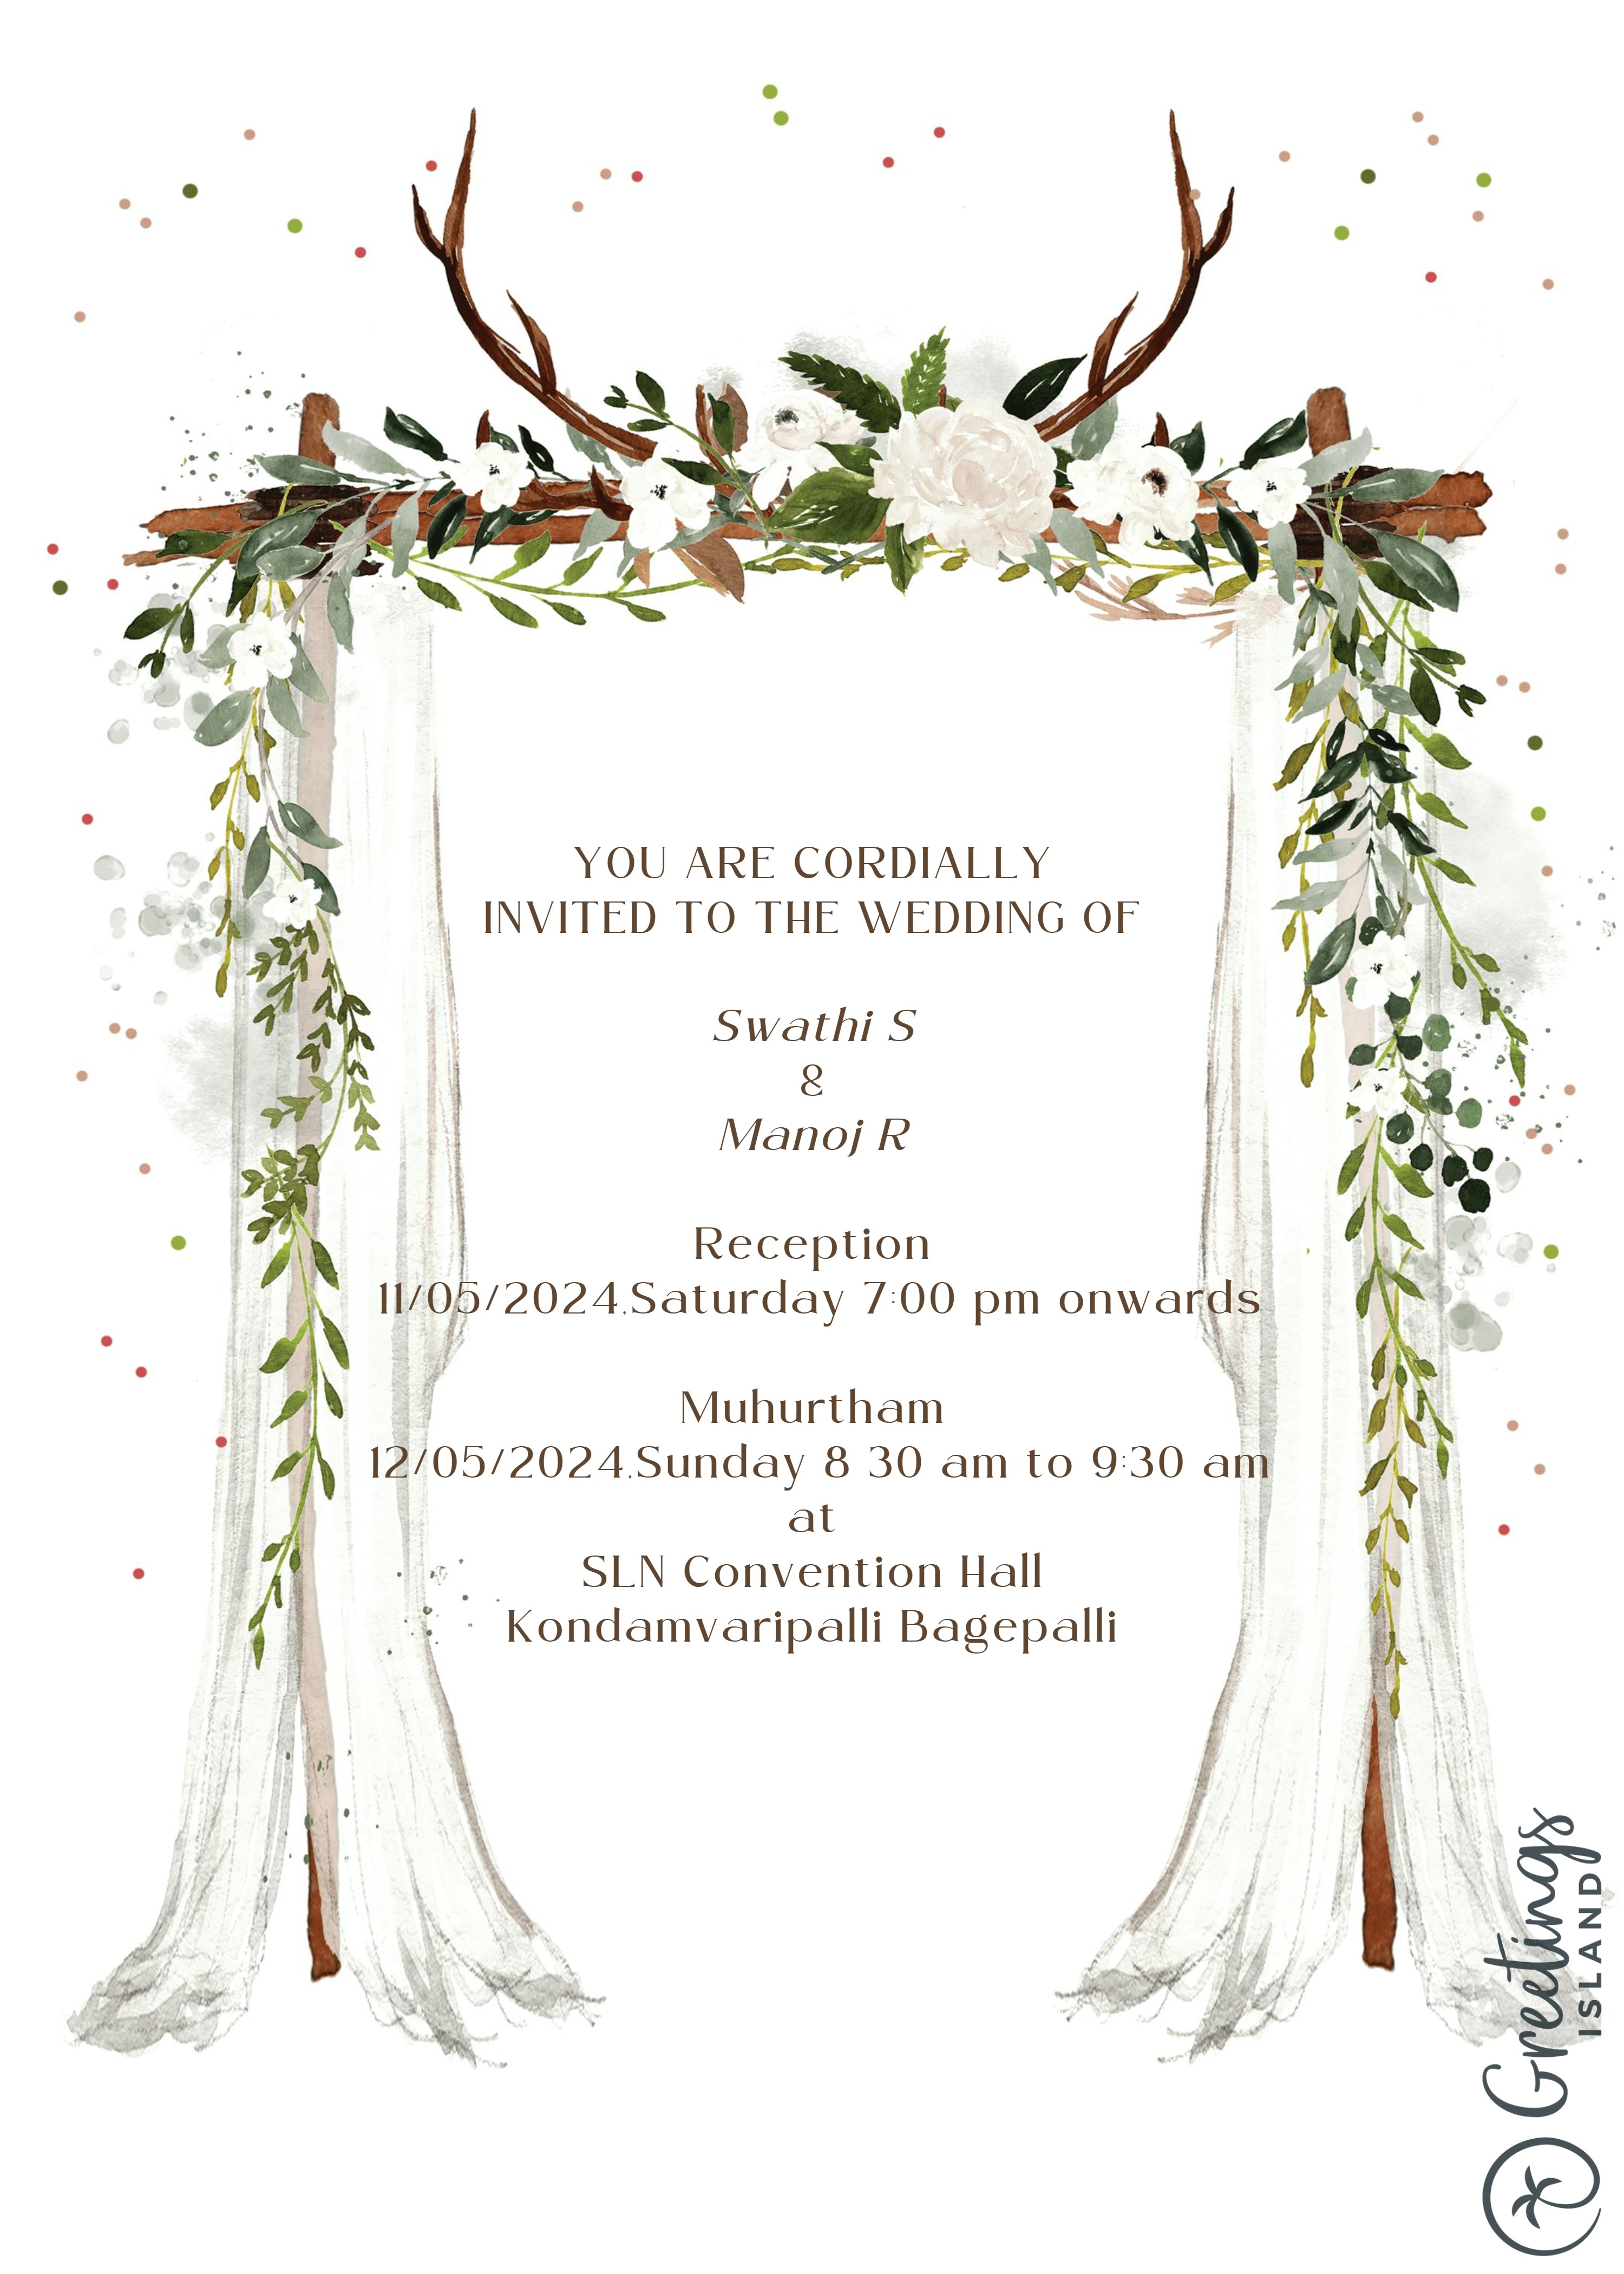 YOU ARE CORDIALLY
INVITED TO THE WEDDING OF
Swathi S
&
Manoj R
Reception
11/05/2024,Saturday 7:00 pm onwards
Muhurtham
12/05/2024,Sunday 8 30 am to 9:30 am
at
SLN Convention Hall
Kondamvaripalli Bagepalli
Greetings
ISLAND